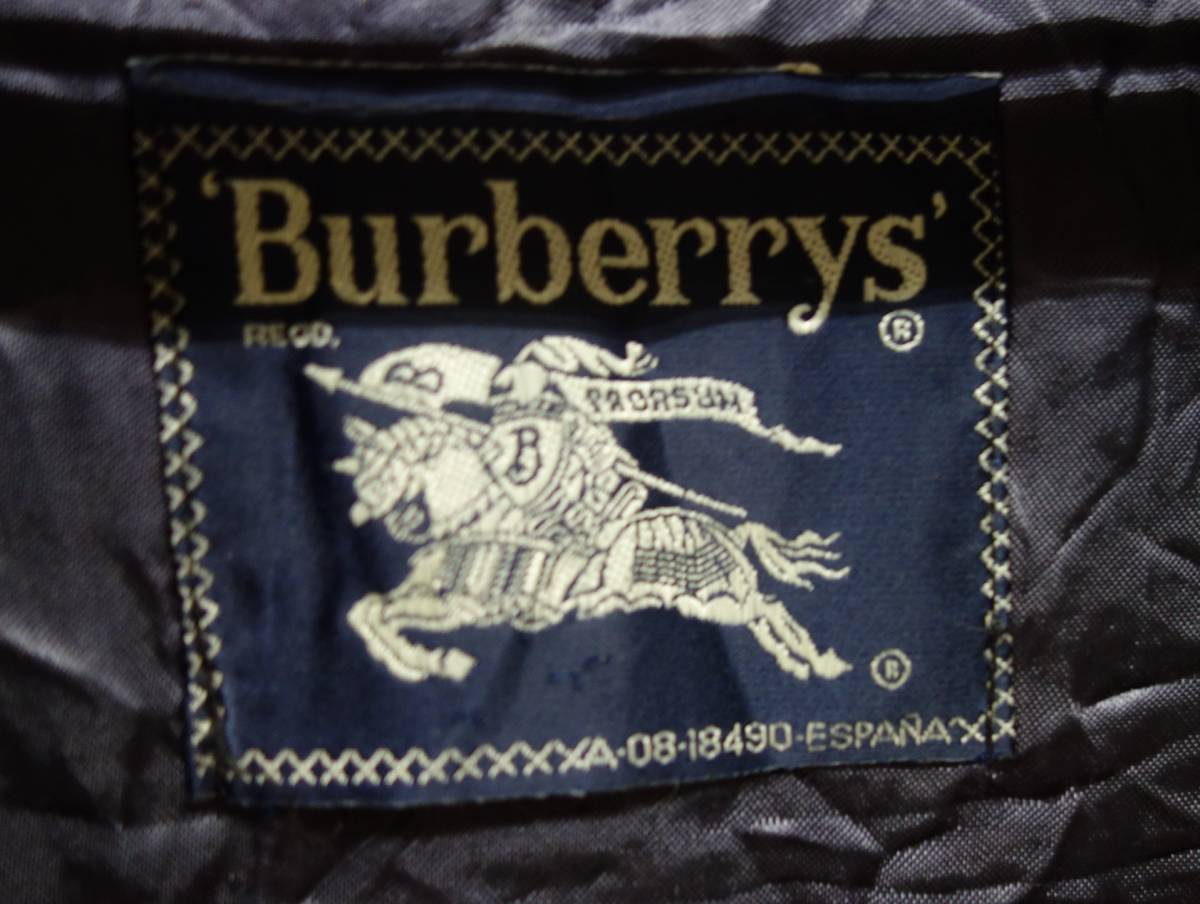 ‘Burberrys’
REGD. ®
B
PRORSUM
B
®
A-08-18490-ESPAÑA